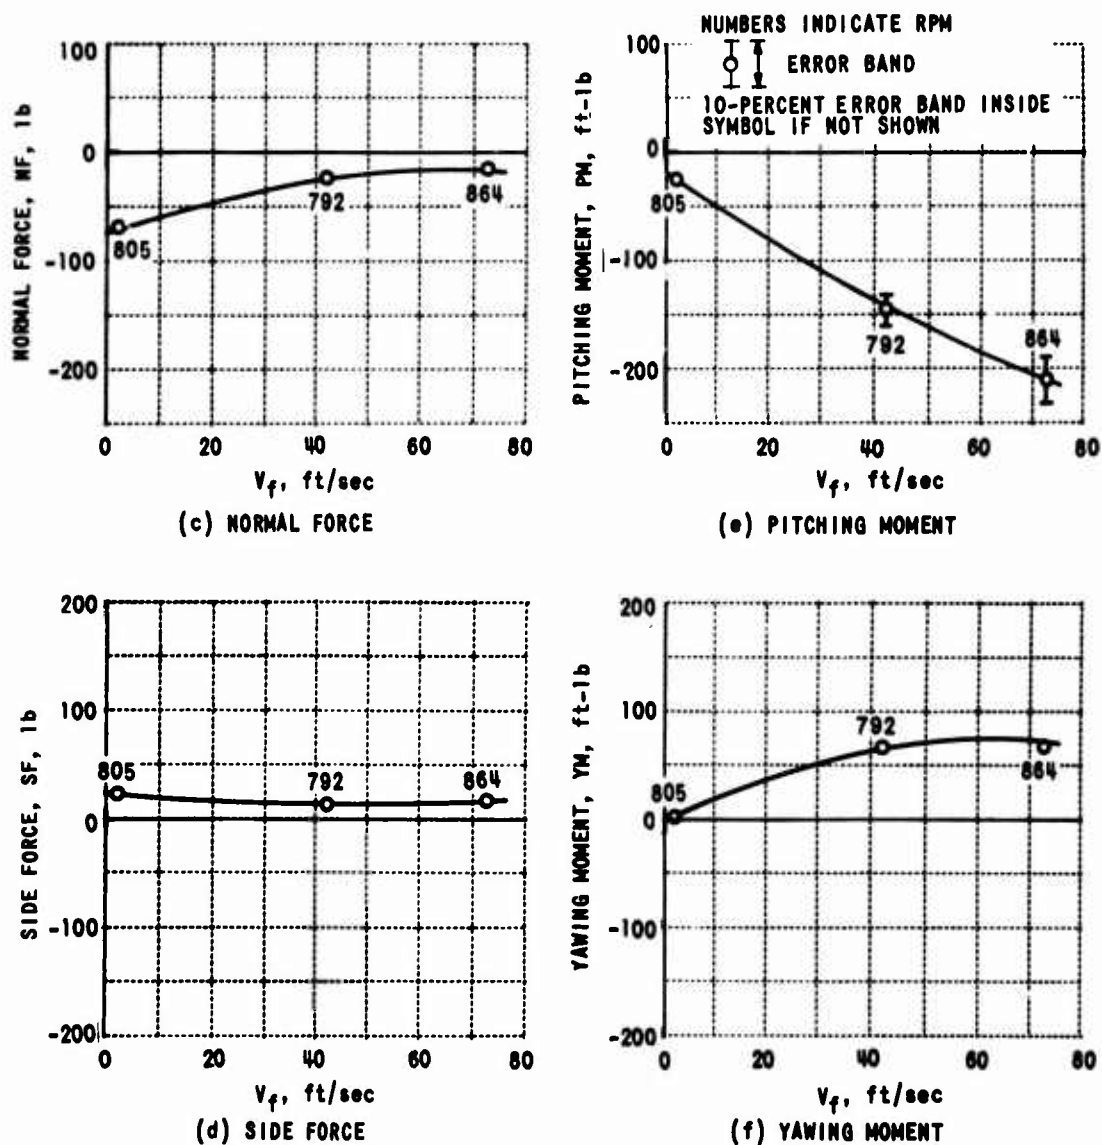 NORMAL FORCE, NF, lb
100
0
-100
-200
805
792
864
0 20 40 60 80
Vf, ft/sec
(c) NORMAL FORCE
NUMBERS INDICATE RPM
ERROR BAND
10-PERCENT ERROR BAND INSIDE
SYMBOL IF NOT SHOWN
PITCHING MOMENT, PM, ft-lb
100
0
-100
-200
805
792
864
0 20 40 60 80
Vf, ft/sec
(e) PITCHING MOMENT
SIDE FORCE, SF, lb
200
100
0
-100
-200
805
792
864
0 20 40 60 80
Vf, ft/sec
(d) SIDE FORCE
YAWING MOMENT, YM, ft-lb
200
100
0
-100
-200
805
792
864
0 20 40 60 80
Vf, ft/sec
(f) YAWING MOMENT